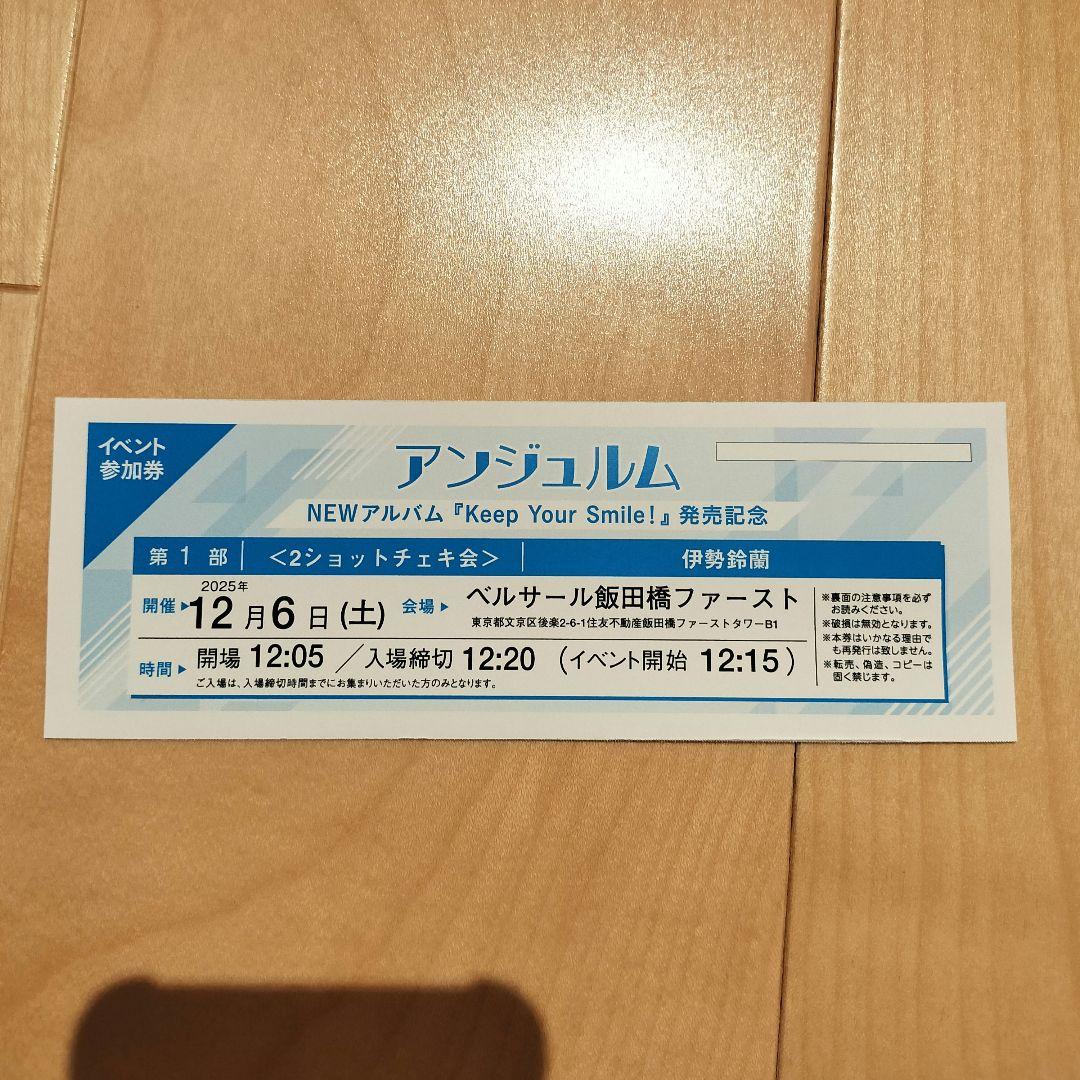 イベント
参加券
アンジュルム
NEWアルバム『Keep Your Smile!』発売記念
第 1 部 <2ショットチェキ会> 伊勢鈴蘭
2025年
開催▶12月6日(土) 会場▶ベルサール飯田橋ファースト
東京都文京区後楽2-6-1住友不動産飯田橋ファーストタワーB1
時間▶開場 12:05 /入場締切 12:20 (イベント開始 12:15)
ご入場は、入場締切時間までにお集まりいただいた方のみとなります。
※裏面の注意事項を必ず
お読みください。
※破損は無効となります。
※本券はいかなる理由で
も再発行は致しません。
※転売、偽造、コピーは
固く禁じます。